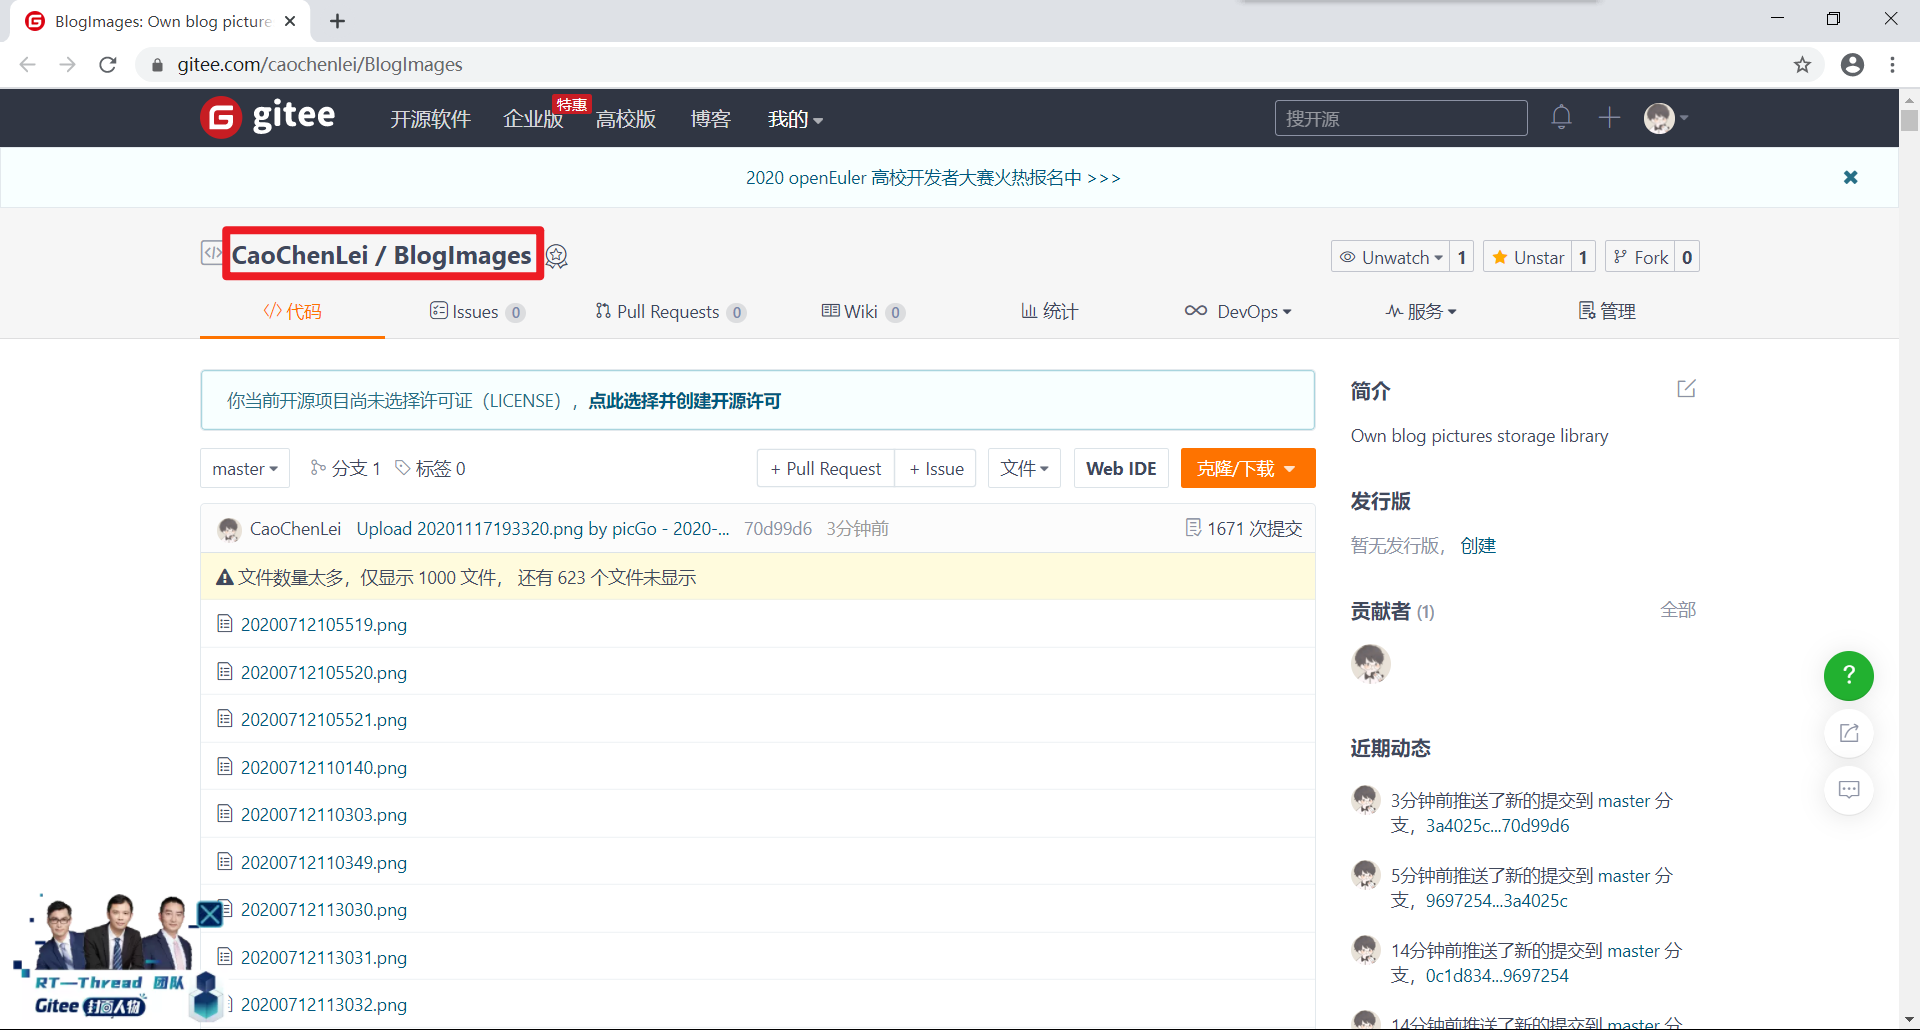 BlogImages: Own blog picture
gitee.com/caochenlei/BlogImages
gitee
开源软件 企业版 特惠 高校版 博客 我的
搜开源
2020 openEuler 高校开发者大赛火热报名中 >>>
CaoChenLei / BlogImages
Unwatch 1 Unstar 1 Fork 0
代码 Issues 0 Pull Requests 0 Wiki 0 统计 DevOps 服务 管理
你当前开源项目尚未选择许可证（LICENSE），点此选择并创建开源许可
master 分支 1 标签 0 + Pull Request + Issue 文件 Web IDE 克隆/下载
CaoChenLei Upload 20201117193320.png by picGo - 2020-... 70d99d6 3分钟前 1671 次提交
文件数量太多，仅显示 1000 文件， 还有 623 个文件未显示
20200712105519.png
20200712105520.png
20200712105521.png
20200712110140.png
20200712110303.png
20200712110349.png
20200712113030.png
20200712113031.png
20200712113032.png
简介
Own blog pictures storage library
发行版
暂无发行版， 创建
贡献者 (1) 全部
近期动态
3分钟前推送了新的提交到 master 分
支，3a4025c...70d99d6
5分钟前推送了新的提交到 master 分
支，9697254...3a4025c
14分钟前推送了新的提交到 master 分
支，0c1d834...9697254
14分钟前推送了新的提交到 master 分
?
RT—Thread 团队
Gitee 封面人物